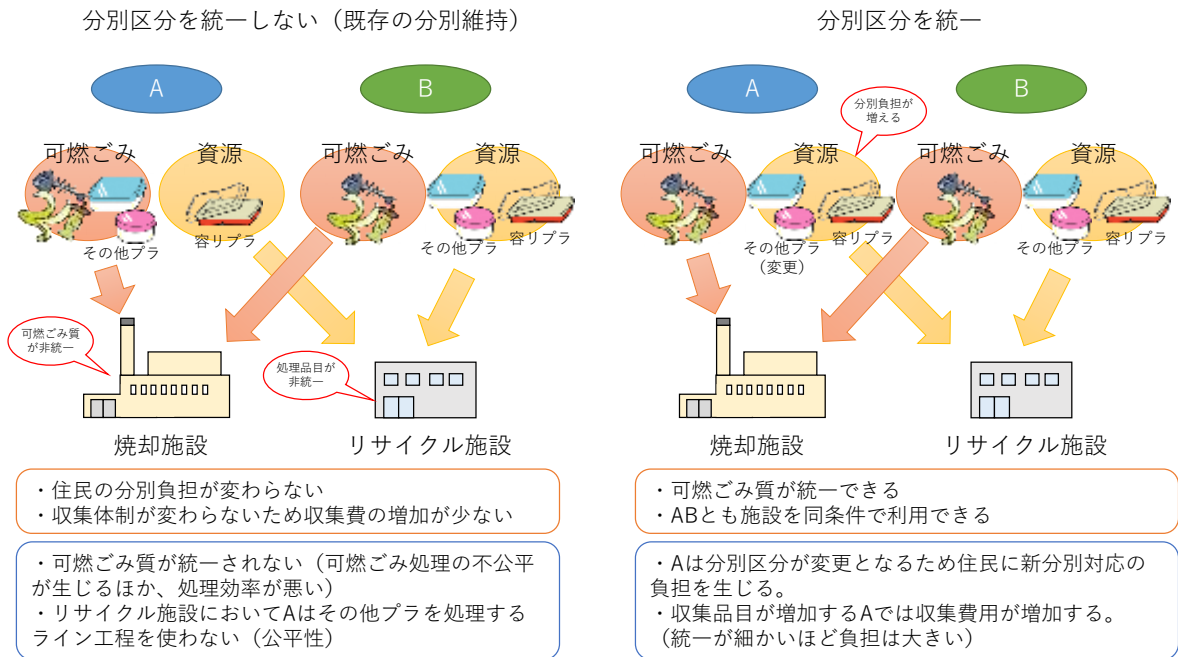 分別区分を統一しない（既存の分別維持）
A
B
可燃ごみ
資源
可燃ごみ
資源
その他プラ
容リプラ
その他プラ
容リプラ
可燃ごみ質
が非統一
処理品目が
非統一
焼却施設
リサイクル施設
・住民の分別負担が変わらない
・収集体制が変わらないため収集費の増加が少ない
・可燃ごみ質が統一されない（可燃ごみ処理の不公平
が生じるほか、処理効率が悪い）
・リサイクル施設においてAはその他プラを処理する
ライン工程を使わない（公平性）
分別区分を統一
A
B
分別負担が
増える
可燃ごみ
資源
可燃ごみ
資源
その他プラ
（変更）
容リプラ
その他プラ
容リプラ
焼却施設
リサイクル施設
・可燃ごみ質が統一できる
・ABとも施設を同条件で利用できる
・Aは分別区分が変更となるため住民に新分別対応の
負担を生じる。
・収集品目が増加するAでは収集費用が増加する。
（統一が細かいほど負担は大きい）